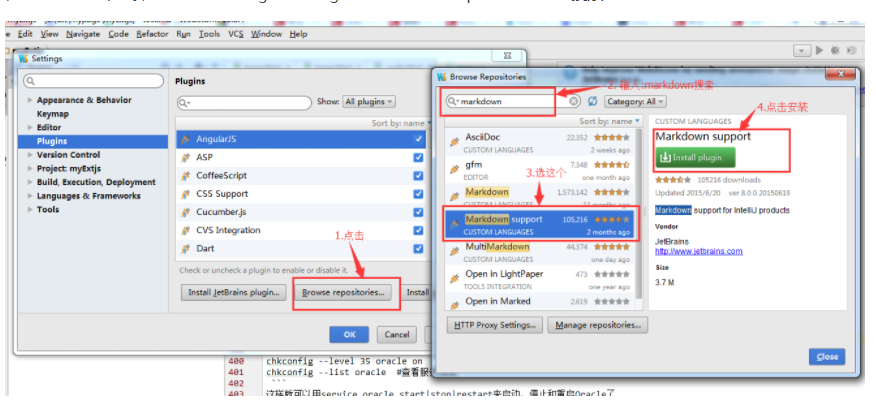 Edit View Navigate Code Refactor Run Tools VCS Window Help
Settings
Appearance & Behavior
Keymap
Editor
Plugins
Version Control
Project: myExtjs
Build, Execution, Deployment
Languages & Frameworks
Tools
Plugins
Show: All plugins
Sort by: name
AngularJS
ASP
CoffeeScript
CSS Support
Cucumber.js
CVS Integration
Dart
1.点击
Check or uncheck a plugin to enable or disable it.
Install JetBrains plugin... Browse repositories... Install
OK Cancel
Browse Repositories
2. 输入:markdown搜索
markdown
Category: All
Sort by: name
AsciiDoc 22,352
CUSTOM LANGUAGES 2 weeks ago
gfm 7,348
EDITOR one month ago
3.选这个
Markdown 1,573,142
CUSTOM LANGUAGES
Markdown support 105,216
CUSTOM LANGUAGES 2 months ago
MultiMarkdown 44,574
CUSTOM LANGUAGES one day ago
Open in LightPaper 473
TOOLS INTEGRATION one year ago
Open in Marked 2,619
HTTP Proxy Settings... Manage repositories...
4.点击安装
CUSTOM LANGUAGES
Markdown support
Install plugin
105216 downloads
Updated 2015/6/20 ver 8.0.0.20150619
Markdown support for IntelliJ products
Vendor
JetBrains
http://www.jetbrains.com
Size
3.7 M
Close
400 chkconfig --level 35 oracle on
401 chkconfig --list oracle #查看服
402 ```
403 这样就可以用service oracle start|stop|restart来启动、停止和重启Oracle了